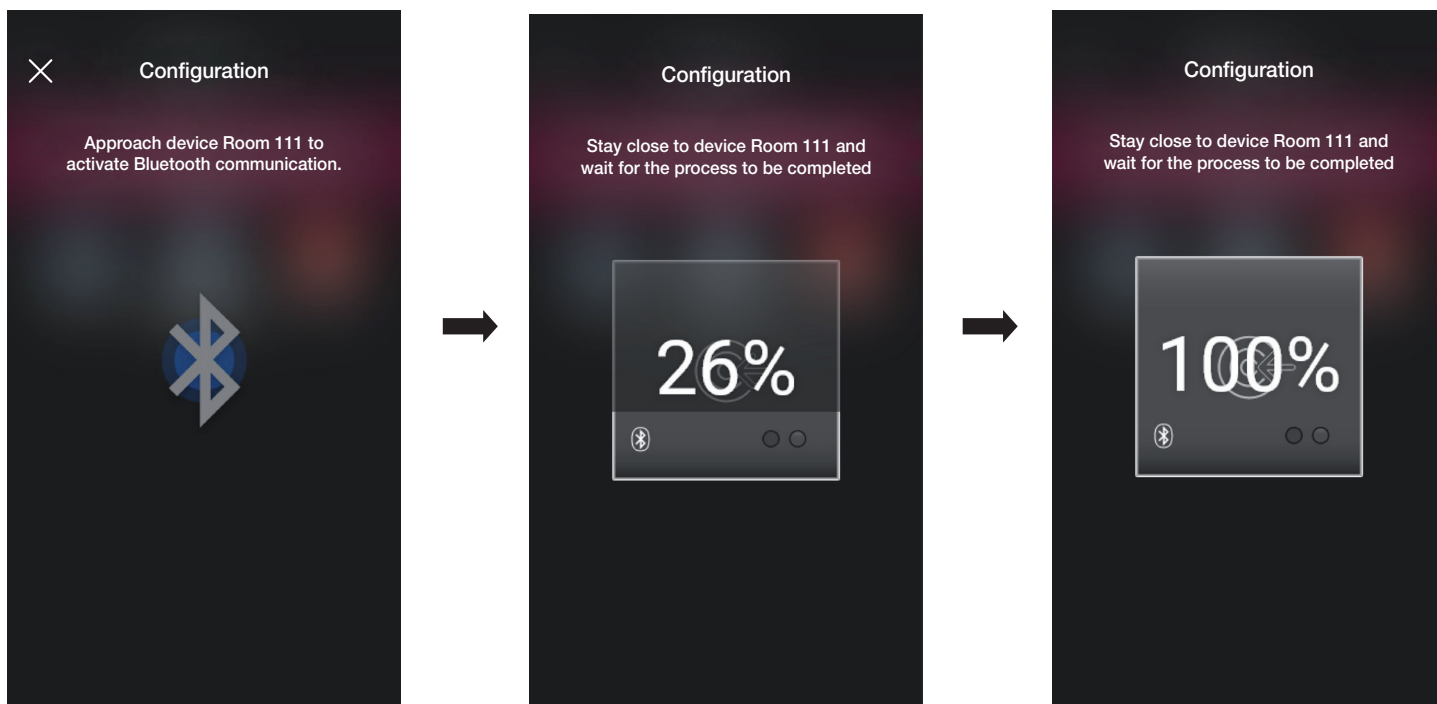 Configuration
Approach device Room 111 to
activate Bluetooth communication.
Configuration
Stay close to device Room 111 and
wait for the process to be completed
26%
Configuration
Stay close to device Room 111 and
wait for the process to be completed
100%